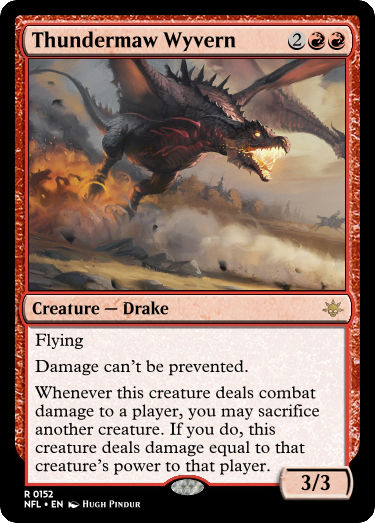 Thundermaw Wyvern 2
Creature — Drake
Flying
Damage can't be prevented.
Whenever this creature deals combat
damage to a player, you may sacrifice
another creature. If you do, this
creature deals damage equal to that
creature's power to that player.
3/3
R 0152
NFL • EN Hugh Pindur